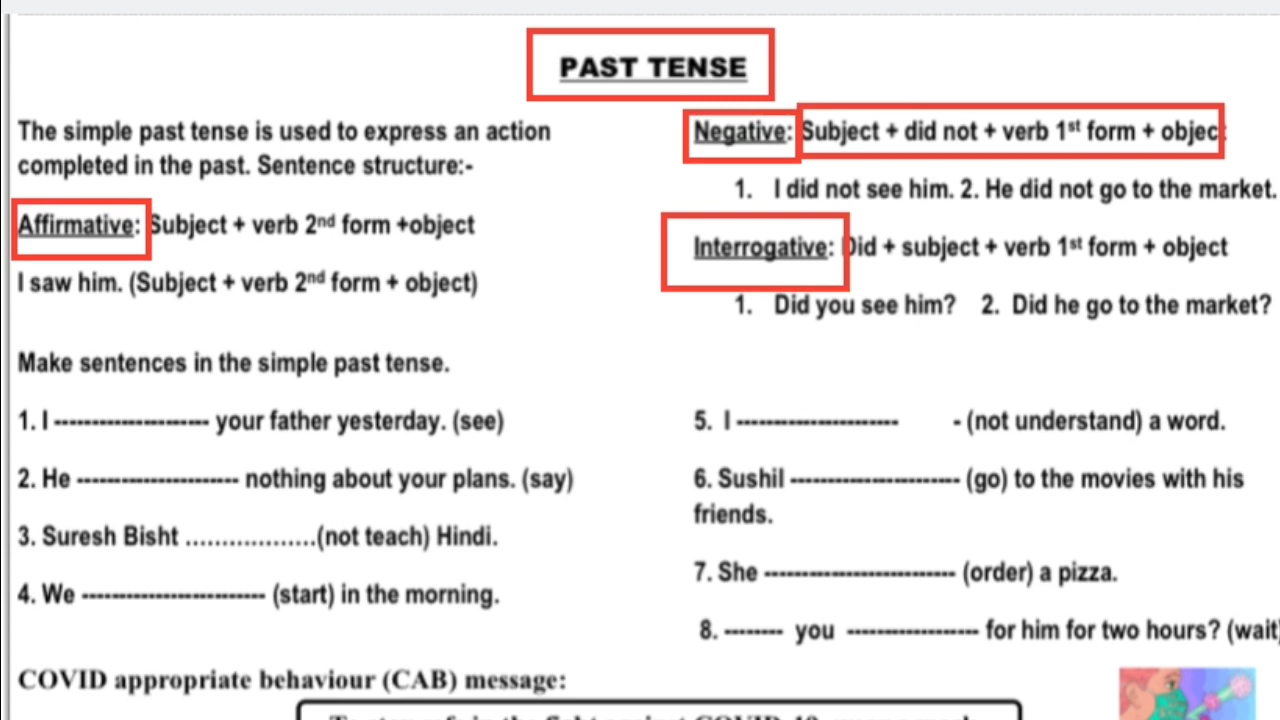 PAST TENSE
The simple past tense is used to express an action
completed in the past. Sentence structure:-
Affirmative: Subject + verb 2nd form +object
I saw him. (Subject + verb 2nd form + object)
Negative: Subject + did not + verb 1st form + objec
1. I did not see him. 2. He did not go to the market.
Interrogative: Did + subject + verb 1st form + object
1. Did you see him? 2. Did he go to the market?
Make sentences in the simple past tense.
1. I --------------------- your father yesterday. (see)
2. He ---------------------- nothing about your plans. (say)
3. Suresh Bisht ..................(not teach) Hindi.
4. We ------------------------- (start) in the morning.
5. I ---------------------- - (not understand) a word.
6. Sushil ----------------------- (go) to the movies with his
friends.
7. She -------------------------- (order) a pizza.
8. -------- you ------------------ for him for two hours? (wait)
COVID appropriate behaviour (CAB) message: